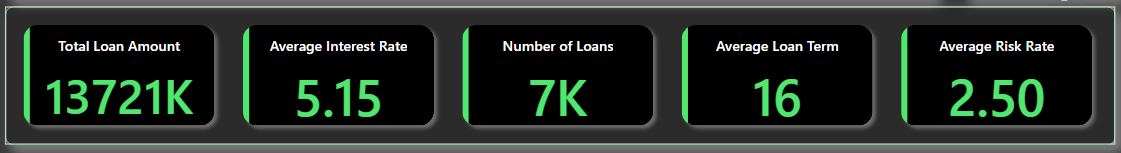 Total Loan Amount
13721K
Average Interest Rate
5.15
Number of Loans
7K
Average Loan Term
16
Average Risk Rate
2.50